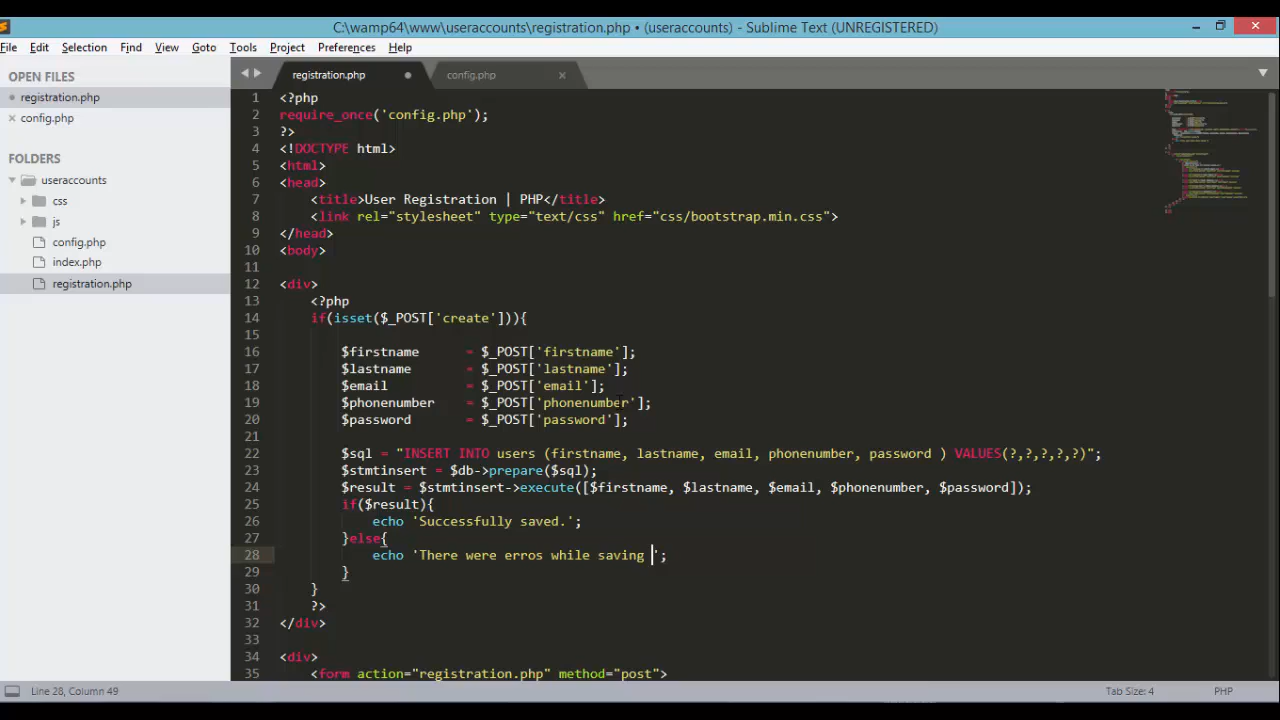 C:\wamp64\www\useraccounts\registration.php • (useraccounts) - Sublime Text (UNREGISTERED)
File Edit Selection Find View Goto Tools Project Preferences Help
OPEN FILES
registration.php
config.php
FOLDERS
useraccounts
css
js
config.php
index.php
registration.php
registration.php config.php
1 <?php
2 require_once('config.php');
3 ?>
4 <!DOCTYPE html>
5 <html>
6 <head>
7 <title>User Registration | PHP</title>
8 <link rel="stylesheet" type="text/css" href="css/bootstrap.min.css">
9 </head>
10 <body>
11
12 <div>
13 <?php
14 if(isset($_POST['create'])){
15
16 $firstname = $_POST['firstname'];
17 $lastname = $_POST['lastname'];
18 $email = $_POST['email'];
19 $phonenumber = $_POST['phonenumber'];
20 $password = $_POST['password'];
21
22 $sql = "INSERT INTO users (firstname, lastname, email, phonenumber, password ) VALUES(?,?,?,?,?)";
23 $stmtinsert = $db->prepare($sql);
24 $result = $stmtinsert->execute([$firstname, $lastname, $email, $phonenumber, $password]);
25 if($result){
26 echo 'Successfully saved.';
27 }else{
28 echo 'There were erros while saving ';
29 }
30 }
31 ?>
32 </div>
33
34 <div>
35 <form action="registration.php" method="post">
Line 28, Column 49
Tab Size: 4
PHP